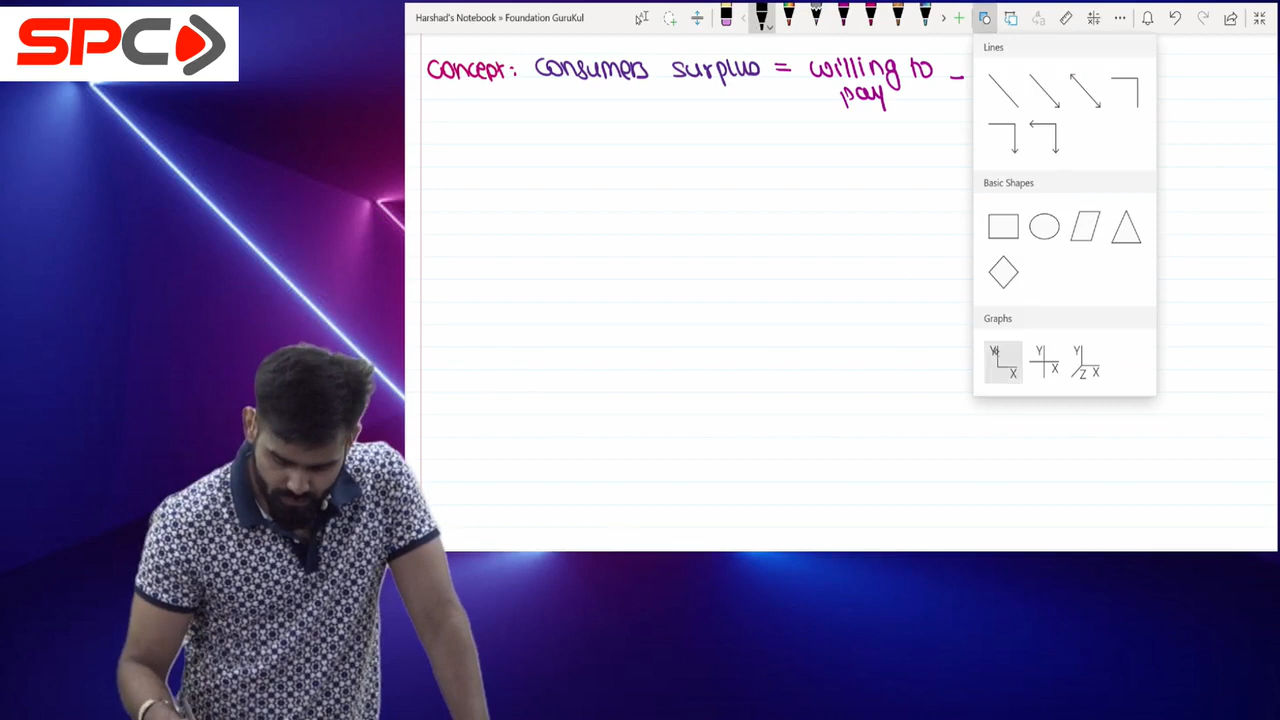 SPC
Harshad's Notebook » Foundation GuruKul
Concept: Consumers surplus = willing to -
pay
Lines
Basic Shapes
Graphs
Y
X
Y
X
Y
Z X